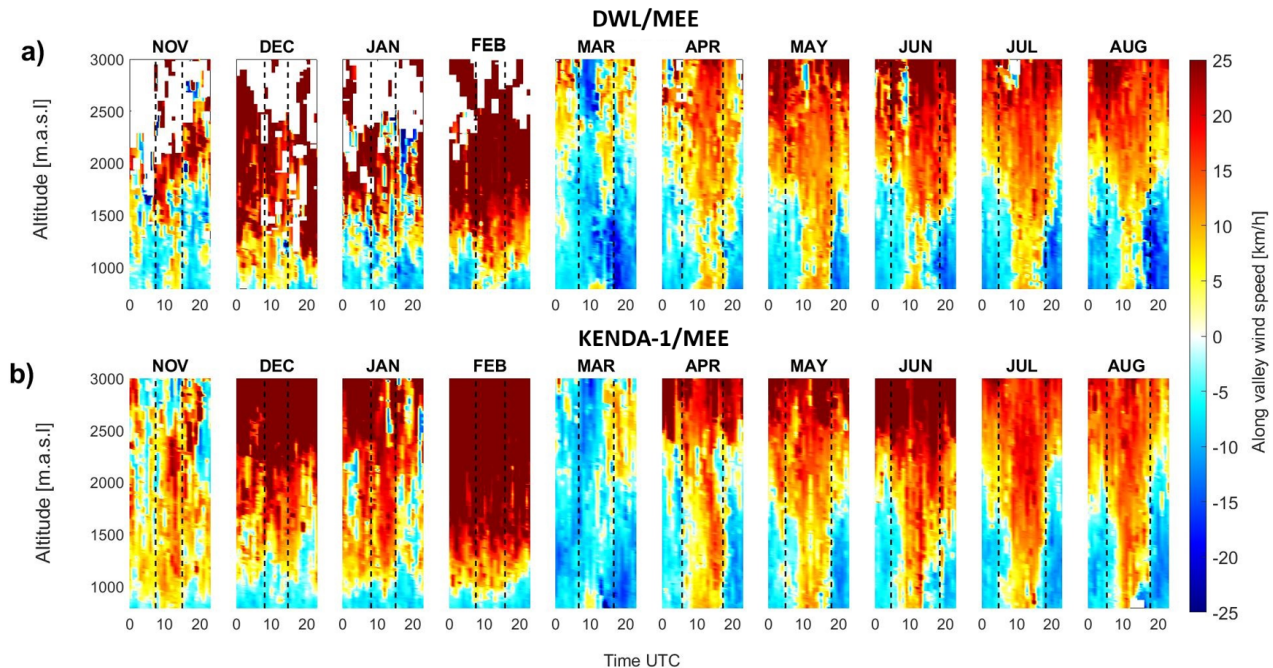 DWL/MEE
a)
NOV DEC JAN FEB MAR APR MAY JUN JUL AUG
3000
2500
2000
1500
1000
Altitude [m.a.s.l]
0 10 20 0 10 20 0 10 20 0 10 20 0 10 20 0 10 20 0 10 20 0 10 20 0 10 20 0 10 20
KENDA-1/MEE
b)
NOV DEC JAN FEB MAR APR MAY JUN JUL AUG
3000
2500
2000
1500
1000
Altitude [m.a.s.l]
0 10 20 0 10 20 0 10 20 0 10 20 0 10 20 0 10 20 0 10 20 0 10 20 0 10 20 0 10 20
Time UTC
25
20
15
10
5
0
-5
-10
-15
-20
-25
Along valley wind speed [km/h]